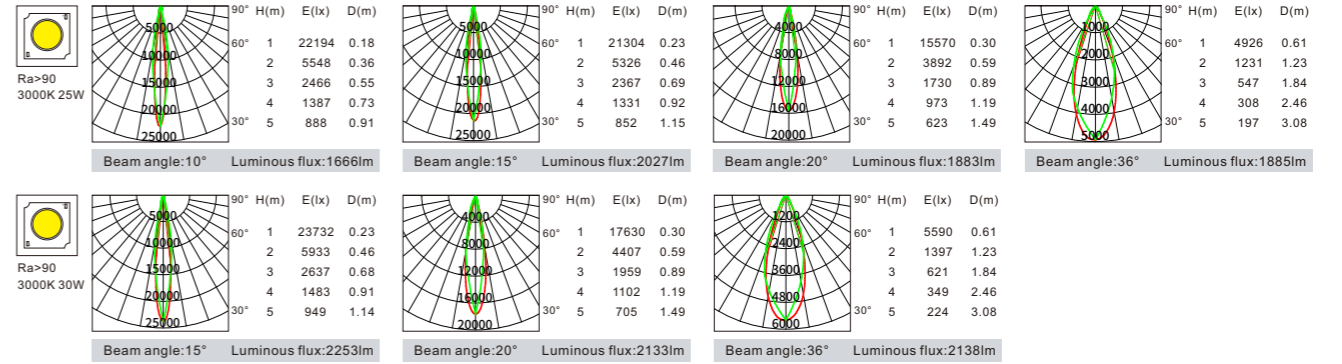 Ra>90
3000K 25W
5000
10000
15000
20000
25000
90°
60°
30°
H(m) E(lx) D(m)
1 22194 0.18
2 5548 0.36
3 2466 0.55
4 1387 0.73
5 888 0.91
Beam angle:10° Luminous flux:1666lm
5000
10000
15000
20000
25000
90°
60°
30°
H(m) E(lx) D(m)
1 21304 0.23
2 5326 0.46
3 2367 0.69
4 1331 0.92
5 852 1.15
Beam angle:15° Luminous flux:2027lm
4000
8000
12000
16000
20000
90°
60°
30°
H(m) E(lx) D(m)
1 15570 0.30
2 3892 0.59
3 1730 0.89
4 973 1.19
5 623 1.49
Beam angle:20° Luminous flux:1883lm
1000
2000
3000
4000
5000
90°
60°
30°
H(m) E(lx) D(m)
1 4926 0.61
2 1231 1.23
3 547 1.84
4 308 2.46
5 197 3.08
Beam angle:36° Luminous flux:1885lm
Ra>90
3000K 30W
5000
10000
15000
20000
25000
90°
60°
30°
H(m) E(lx) D(m)
1 23732 0.23
2 5933 0.46
3 2637 0.68
4 1483 0.91
5 949 1.14
Beam angle:15° Luminous flux:2253lm
4000
8000
12000
16000
20000
90°
60°
30°
H(m) E(lx) D(m)
1 17630 0.30
2 4407 0.59
3 1959 0.89
4 1102 1.19
5 705 1.49
Beam angle:20° Luminous flux:2133lm
1200
2400
3600
4800
6000
90°
60°
30°
H(m) E(lx) D(m)
1 5590 0.61
2 1397 1.23
3 621 1.84
4 349 2.46
5 224 3.08
Beam angle:36° Luminous flux:2138lm